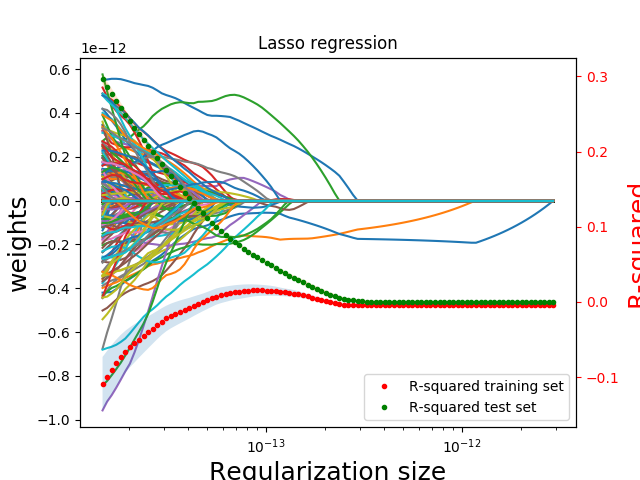 Lasso regression
1e−12
0.6
0.4
0.2
0.0
−0.2
−0.4
−0.6
−0.8
−1.0
weights
0.3
0.2
0.1
0.0
−0.1
R-squared
R-squared training set
R-squared test set
10⁻¹³ 10⁻¹²
Regularization size